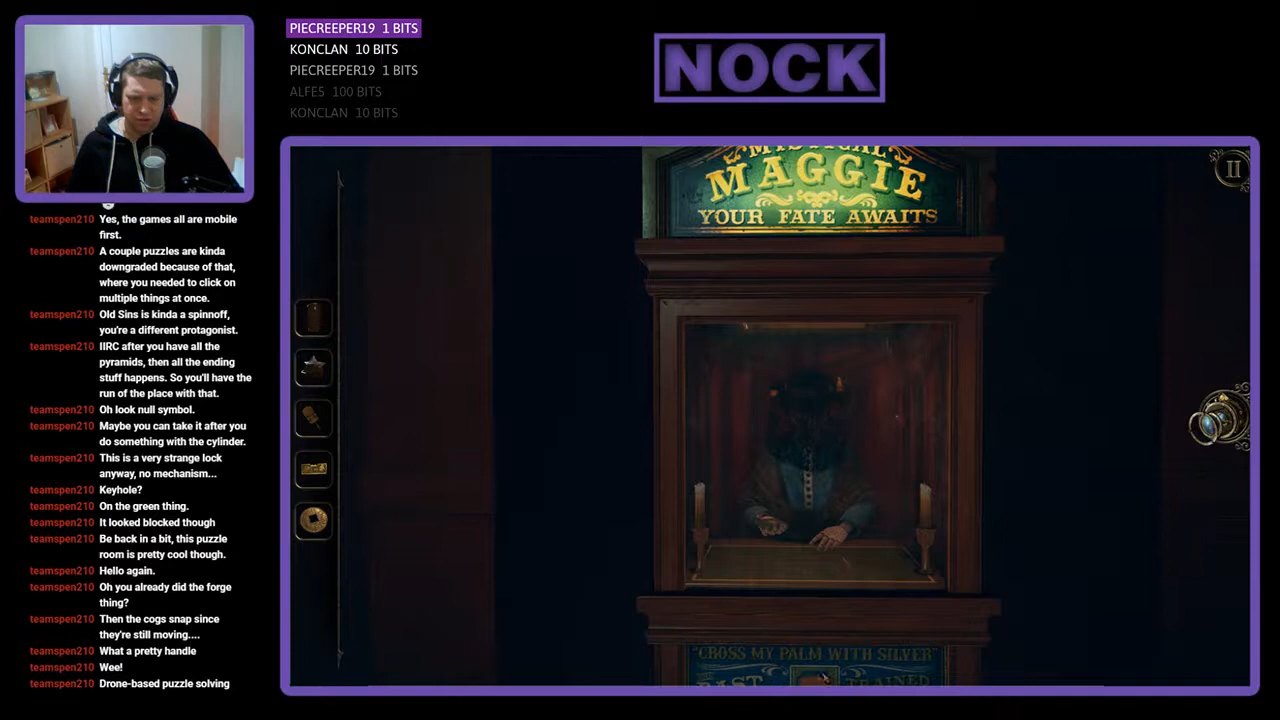 PIECREEPER19 1 BITS
KONCLAN 10 BITS
PIECREEPER19 1 BITS
ALFE5 100 BITS
KONCLAN 10 BITS
NOCK
teamspen210 Yes, the games all are mobile
first.
teamspen210 A couple puzzles are kinda
downgraded because of that,
where you needed to click on
multiple things at once.
teamspen210 Old Sins is kinda a spinnoff,
you're a different protagonist.
teamspen210 IIRC after you have all the
pyramids, then all the ending
stuff happens. So you'll have the
run of the place with that.
teamspen210 Oh look null symbol.
teamspen210 Maybe you can take it after you
do something with the cylinder.
teamspen210 This is a very strange lock
anyway, no mechanism...
teamspen210 Keyhole?
teamspen210 On the green thing.
teamspen210 It looked blocked though
teamspen210 Be back in a bit, this puzzle
room is pretty cool though.
teamspen210 Hello again.
teamspen210 Oh you already did the forge
thing?
teamspen210 Then the cogs snap since
they're still moving....
teamspen210 What a pretty handle
teamspen210 Wee!
teamspen210 Drone-based puzzle solving
MYSTICAL
MAGGIE
YOUR FATE AWAITS
II
"CROSS MY PALM WITH SILVER"
PAST TRAINED